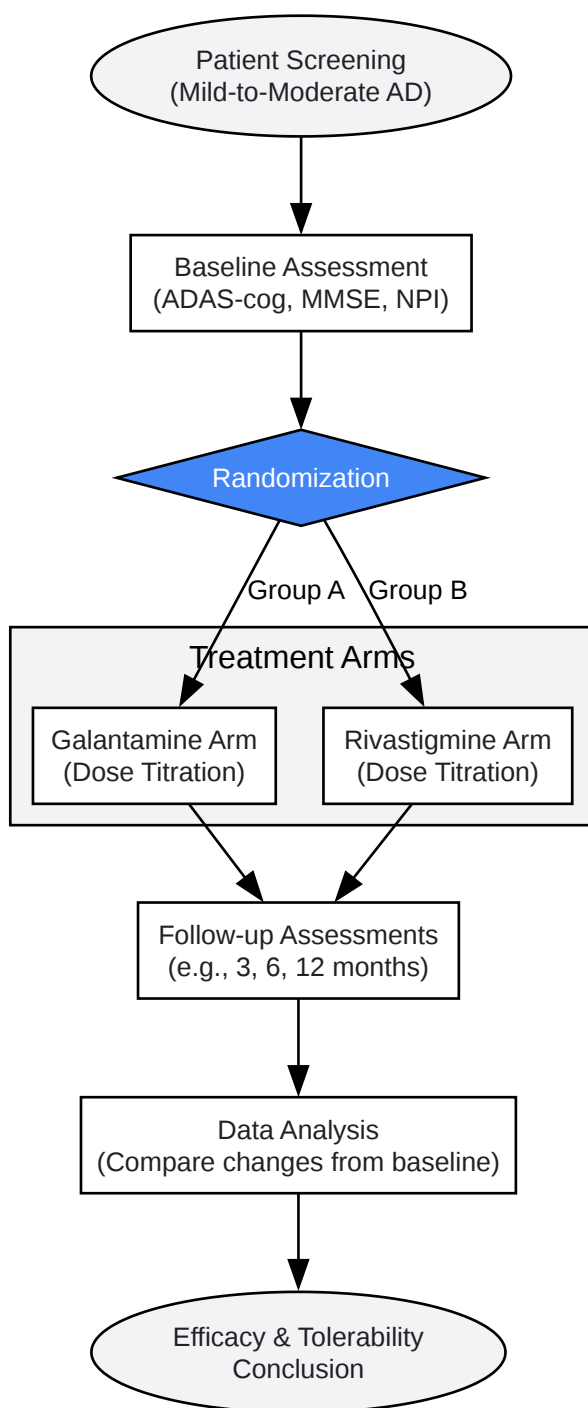 Patient Screening
(Mild-to-Moderate AD)
Baseline Assessment
(ADAS-cog, MMSE, NPI)
Randomization
Group A
Group B
Treatment Arms
Galantamine Arm
(Dose Titration)
Rivastigmine Arm
(Dose Titration)
Follow-up Assessments
(e.g., 3, 6, 12 months)
Data Analysis
(Compare changes from baseline)
Efficacy & Tolerability
Conclusion